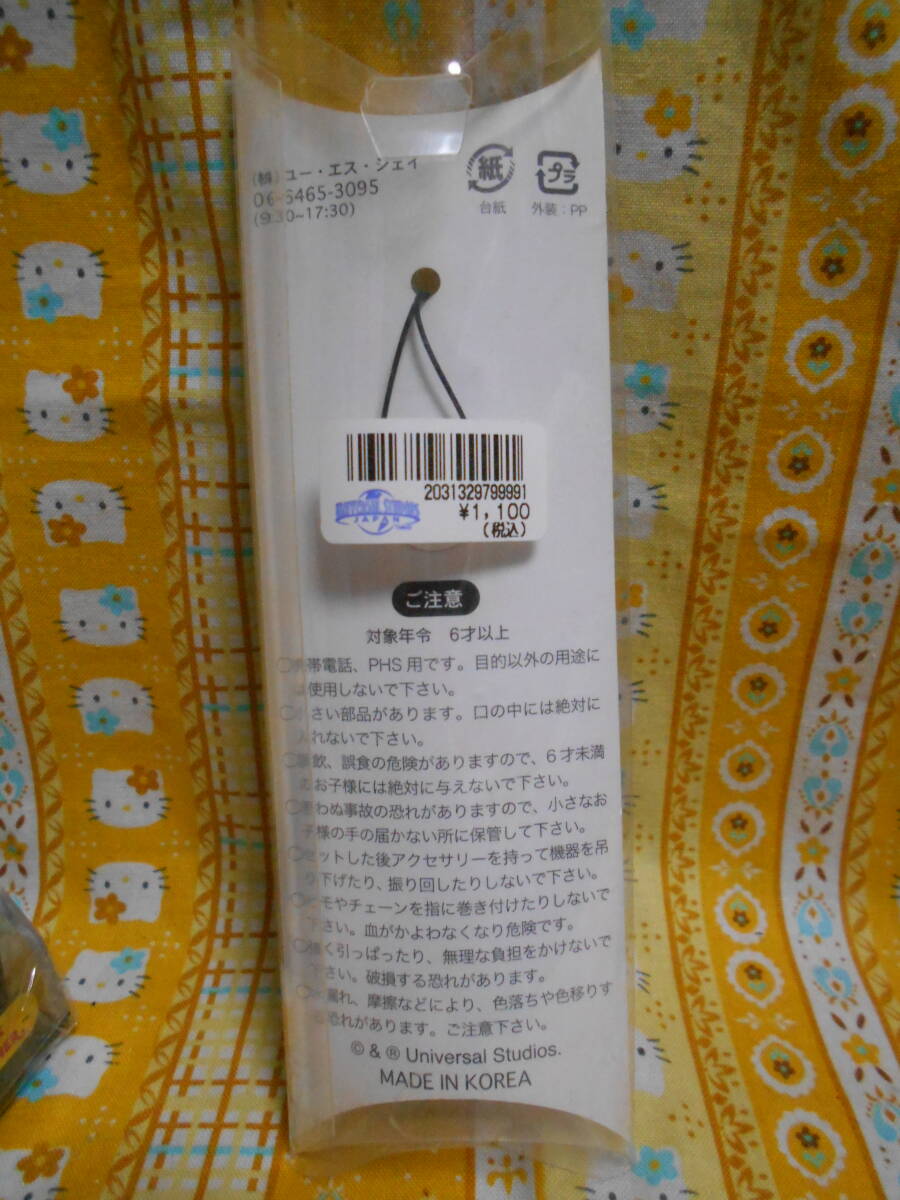 (株)ユー・エス・ジェイ
06-6465-3095
(9:30~17:30)
紙
台紙
プラ
外装：PP
2031329799991
UNIVERSAL STUDIOS
JAPAN
¥1,100
(税込)
ご注意
対象年令　6才以上
帯電話、PHS 用です。目的以外の用途に
使用しないで下さい。
さい部品があります。口の中には絶対に
れないで下さい。
飲、誤食の危険がありますので、6才未満
お子様には絶対に与えないで下さい。
わぬ事故の恐れがありますので、小さなお
子様の手の届かない所に保管して下さい。
セットした後アクセサリーを持って機器を吊
り下げたり、振り回したりしないで下さい。
モやチェーンを指に巻き付けたりしないで
下さい。血がかよわなくなり危険です。
強く引っぱったり、無理な負担をかけないで
下さい。破損する恐れがあります。
濡れ、摩擦などにより、色落ちや色移りす
恐れがあります。ご注意下さい。
© & ® Universal Studios.
MADE IN KOREA